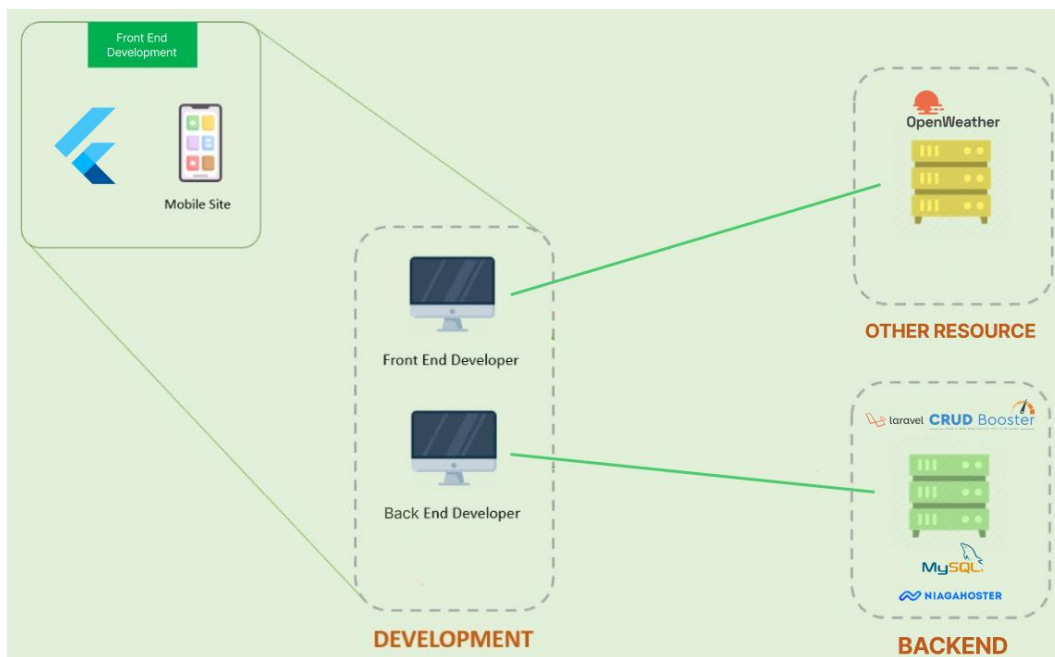 Front End
Development
Mobile Site
OpenWeather
OTHER RESOURCE
Front End Developer
Back End Developer
DEVELOPMENT
laravel CRUD Booster
MySQL
NIAGAHOSTER
BACKEND